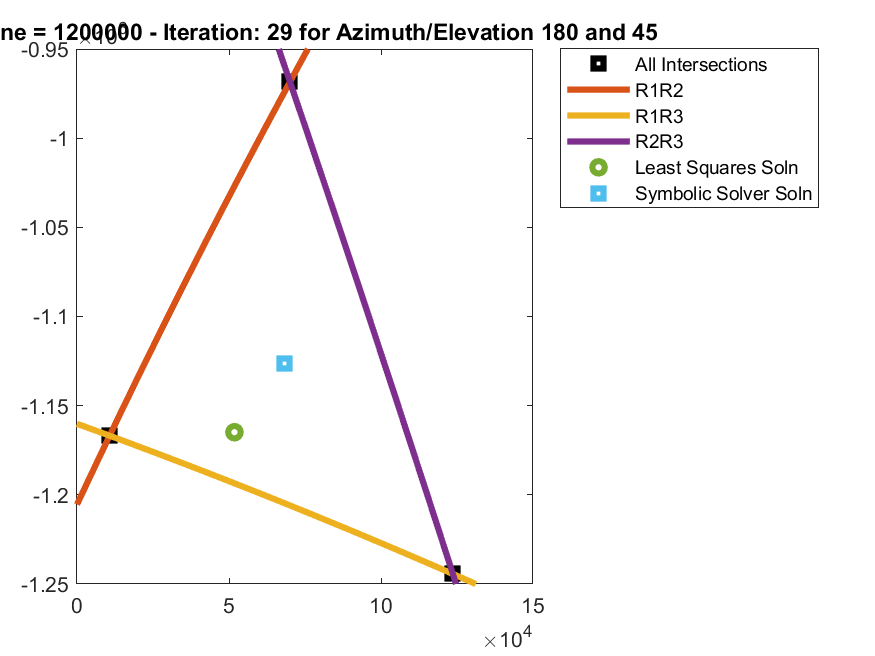 ne = 1200000 - Iteration: 29 for Azimuth/Elevation 180 and 45
-0.95
-1
-1.05
-1.1
-1.15
-1.2
-1.25
0
5
10
15
×10^4
All Intersections
R1R2
R1R3
R2R3
Least Squares Soln
Symbolic Solver Soln